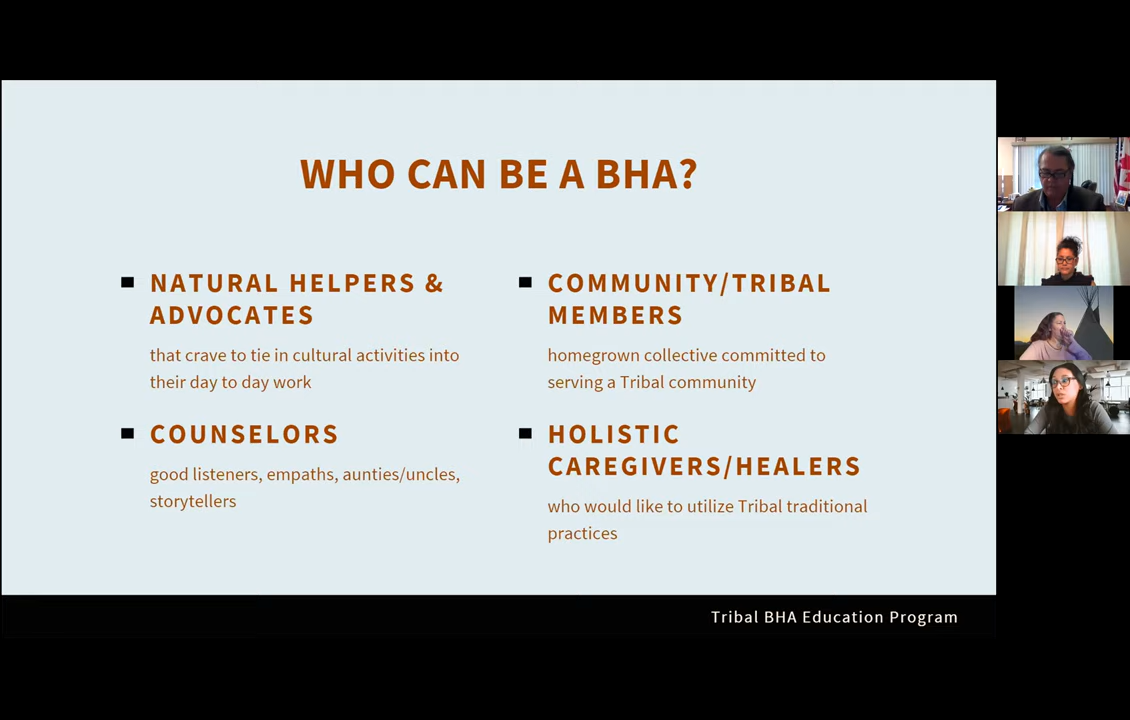 WHO CAN BE A BHA?
NATURAL HELPERS &
ADVOCATES
that crave to tie in cultural activities into
their day to day work
COUNSELORS
good listeners, empaths, aunties/uncles,
storytellers
COMMUNITY/TRIBAL
MEMBERS
homegrown collective committed to
serving a Tribal community
HOLISTIC
CAREGIVERS/HEALERS
who would like to utilize Tribal traditional
practices
Tribal BHA Education Program